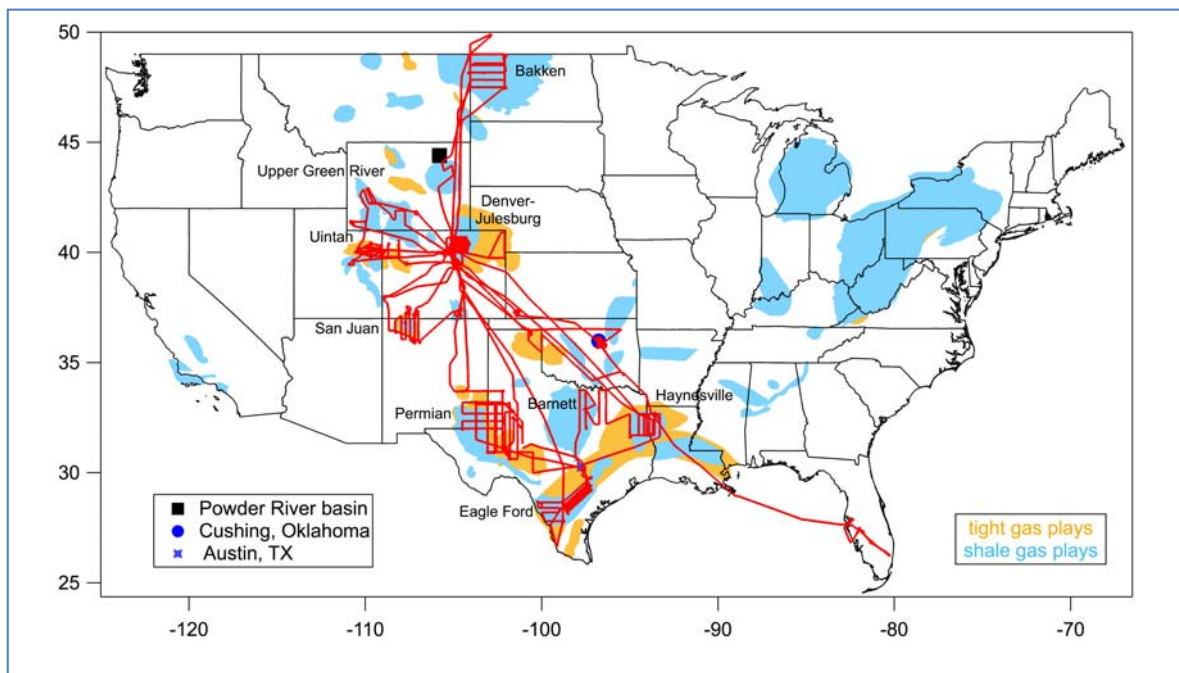 50
45
40
35
30
25
-120
-110
-100
-90
-80
-70
Bakken
Upper Green River
Denver-
Julesburg
Uintan
San Juan
Permian
Barnett
Haynesville
Eagle Ford
Powder River basin
Cushing, Oklahoma
Austin, TX
tight gas plays
shale gas plays